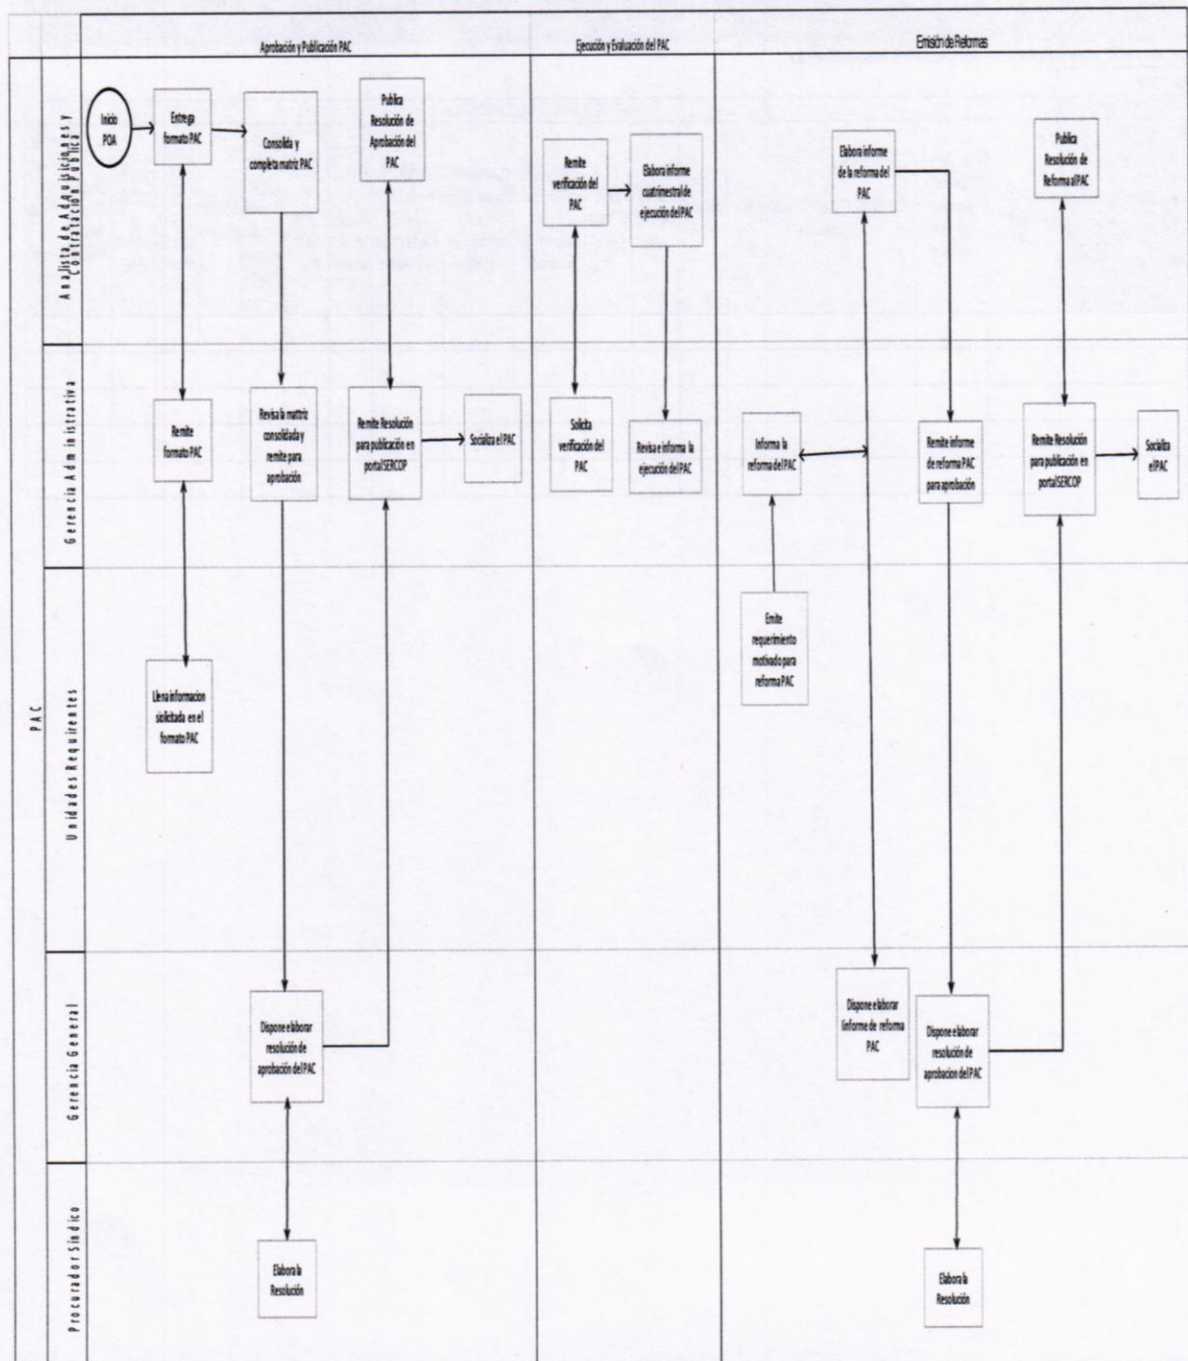 Aprobación y Publicación PAC
Ejecución y Evaluación del PAC
Emisión de Reformas
PAC
Analista de Adquisiciones y
Contratación Pública
Inicio
POA
Entrega
formato PAC
Consolida y
completa matriz PAC
Publica
Resolución de
Aprobación del
PAC
Remite
verificación del
PAC
Elabora informe
cuatrimestral de
ejecución del PAC
Elabora informe
de la reforma del
PAC
Publica
Resolución de
Reforma al PAC
Gerencia Administrativa
Remite
formato PAC
Revisa la mattriz
consolidada y
remite para
aprobación
Remite Resolución
para publicación en
portal SERCOP
Socializa el PAC
Solicita
verificación del
PAC
Revisa e informa la
ejecución del PAC
Informa la
reforma del PAC
Remite informe
de reforma PAC
para aprobación
Remite Resolución
para publicación en
portal SERCOP
Socializa
el PAC
Unidades Requirentes
Llena informacion
siolicitada en el
formato PAC
Emite
requerimiento
motivado para
reforma PAC
Gerencia General
Dispone elaborar
resolución de
aprobación del PAC
Dispone elaborar
linforme de reforma
PAC
Dispone elaborar
resolución de
aprobacion del PAC
Procurador Síndico
Elabora la
Resolución
Elabora la
Resolución